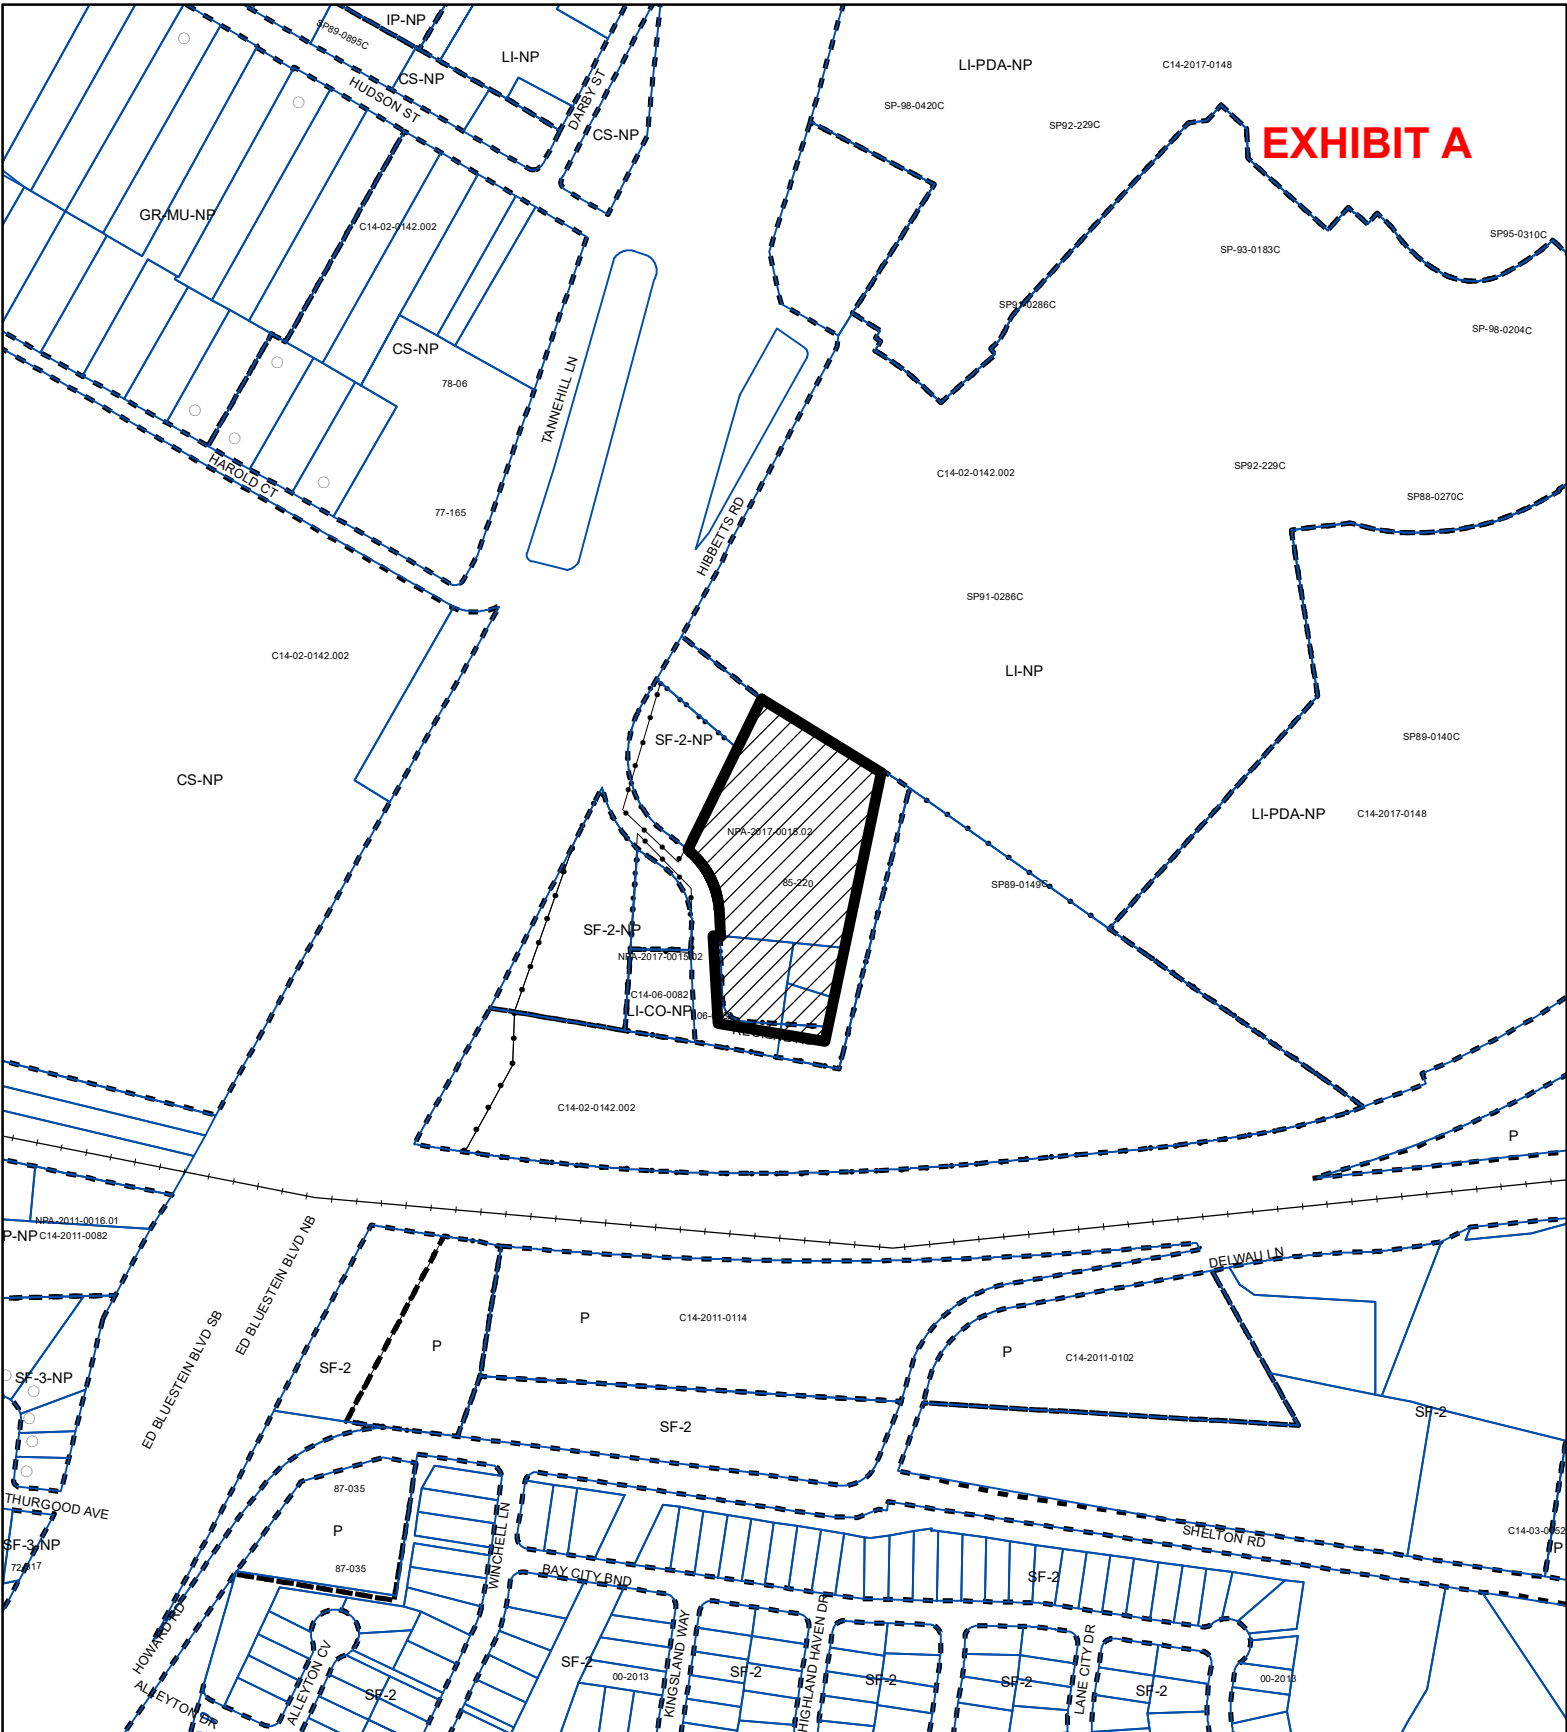 IP-NP
SP89-0895C
LI-NP
CS-NP
HUDSON ST
DARBY ST
CS-NP
LI-PDA-NP
C14-2017-0148
SP-98-0420C
SP92-229C
EXHIBIT A
GR-MU-NP
C14-02-0142.002
SP-93-0183C
SP95-0310C
SP91-0286C
SP-98-0204C
CS-NP
78-06
TANNEHILL LN
HAROLD CT
77-165
C14-02-0142.002
SP92-229C
SP88-0270C
HIBBETTS RD
SP91-0286C
C14-02-0142.002
LI-NP
SF-2-NP
SP89-0140C
CS-NP
LI-PDA-NP
C14-2017-0148
NPA-2017-0015.02
85-220
SP89-0149C
SF-2-NP
NPA-2017-0015.02
C14-06-0082
LI-CO-NP
C14-02-0142.002
P
NPA-2011-0016.01
P-NP
C14-2011-0082
ED BLUESTEIN BLVD NB
DELWAU LN
P
C14-2011-0114
P
P
C14-2011-0102
ED BLUESTEIN BLVD SB
SF-2
SF-3-NP
SF-2
SF-2
THURGOOD AVE
87-035
P
87-035
WINCHELL LN
SHELTON RD
C14-03-0052
P
SF-3-NP
72-317
BAY CITY BND
SF-2
HOWARD RD
ALLEYTON CV
ALLEYTON DR
SF-2
SF-2
00-2013
KINGSLAND WAY
SF-2
HIGHLAND HAVEN DR
SF-2
SF-2
LANE CITY DR
SF-2
00-2013